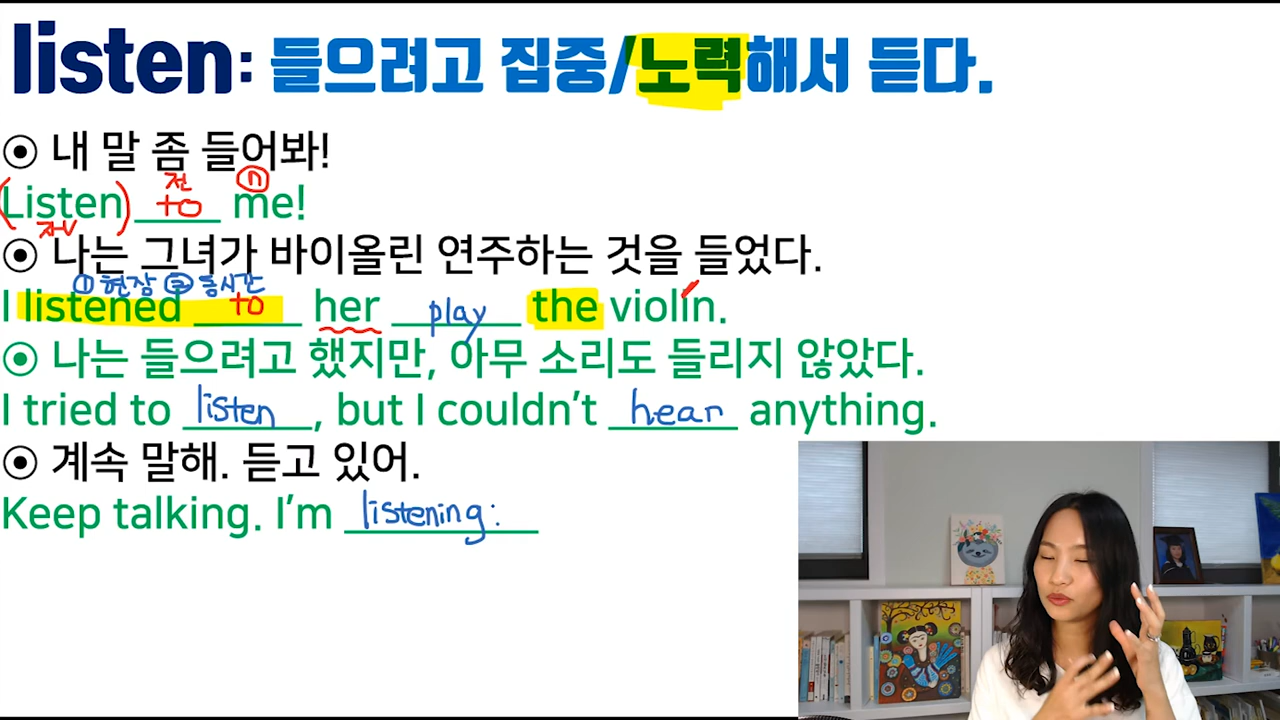 listen: 들으려고 집중/노력해서 듣다.
⦿ 내 말 좀 들어봐!
전 n
(Listen) to me!
자V
⦿ 나는 그녀가 바이올린 연주하는 것을 들었다.
① 현장 ② 동시간
I listened to her play the violin.
⦿ 나는 들으려고 했지만, 아무 소리도 들리지 않았다.
I tried to listen, but I couldn't hear anything.
⦿ 계속 말해. 듣고 있어.
Keep talking. I'm listening: